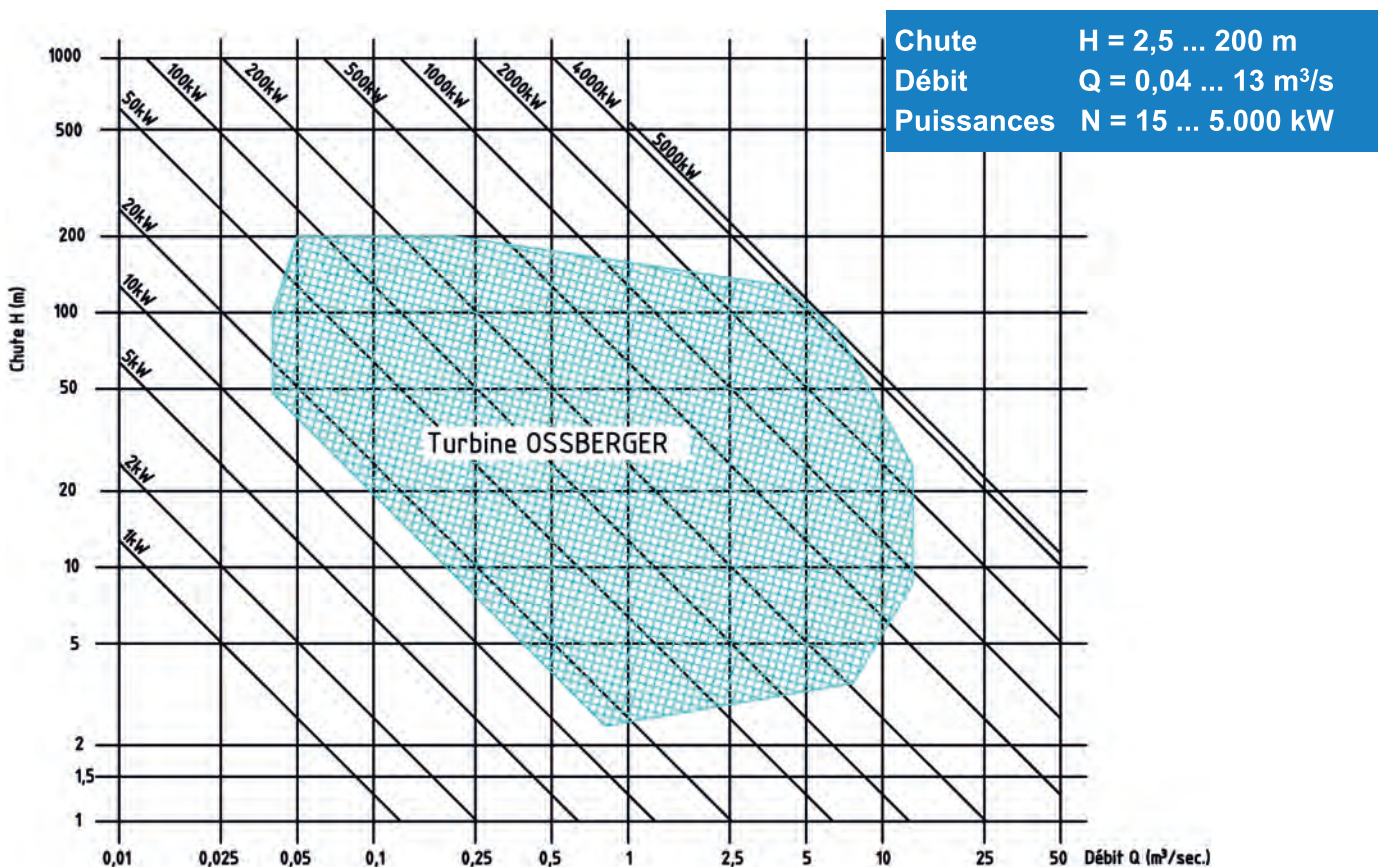 Chute H = 2,5 ... 200 m
Débit Q = 0,04 ... 13 m³/s
Puissances N = 15 ... 5.000 kW
1000
500
200
100
50
20
10
5
2
1,5
1
Chute H (m)
100kW
200kW
500kW
1000kW
2000kW
4000kW
5000kW
50kW
20kW
10kW
5kW
2kW
1kW
Turbine OSSBERGER
0,01 0,025 0,05 0,1 0,25 0,5 1 2,5 5 10 25 50 Débit Q (m³/sec.)